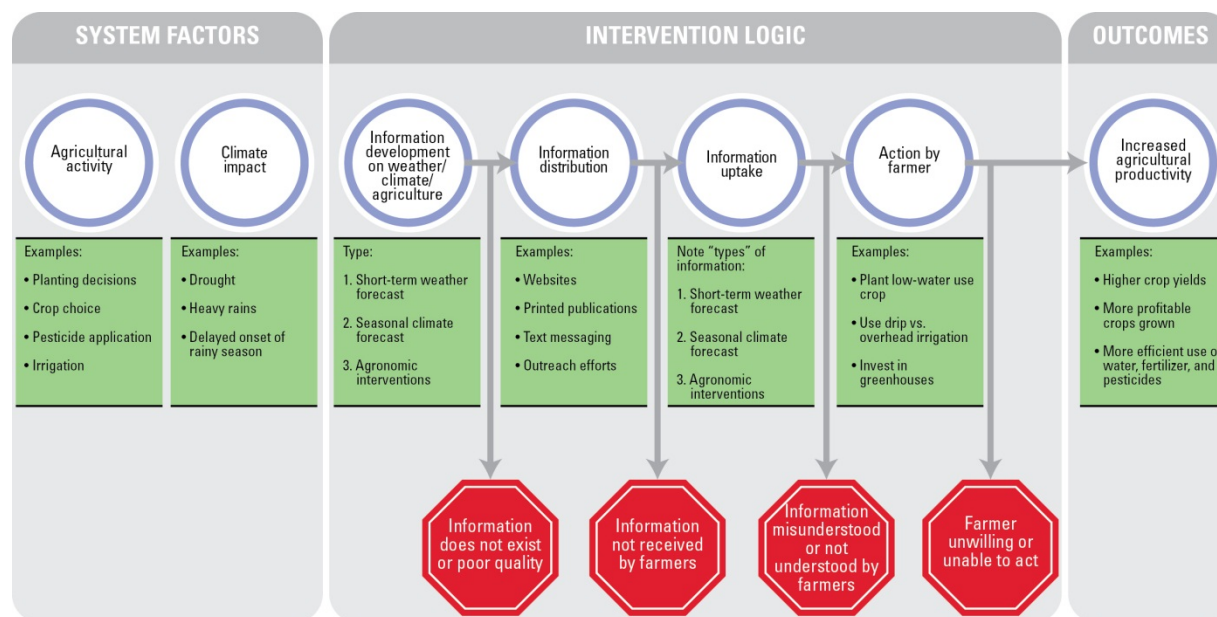 SYSTEM FACTORS
INTERVENTION LOGIC
OUTCOMES
Agricultural
activity
Climate
impact
Information
development
on weather/
climate/
agriculture
Information
distribution
Information
uptake
Action by
farmer
Increased
agricultural
productivity
Examples:
• Planting decisions
• Crop choice
• Pesticide application
• Irrigation
Examples:
• Drought
• Heavy rains
• Delayed onset of
rainy season
Type:
1. Short-term weather
forecast
2. Seasonal climate
forecast
3. Agronomic
interventions
Examples:
• Websites
• Printed publications
• Text messaging
• Outreach efforts
Note "types" of
information:
1. Short-term weather
forecast
2. Seasonal climate
forecast
3. Agronomic
interventions
Examples:
• Plant low-water use
crop
• Use drip vs.
overhead irrigation
• Invest in
greenhouses
Examples:
• Higher crop yields
• More profitable
crops grown
• More efficient use
water, fertilizer, and
pesticides
Information
does not exist
or poor quality
Information
not received
by farmers
Information
misunderstood
or not
understood by
farmers
Farmer
unwilling or
unable to act